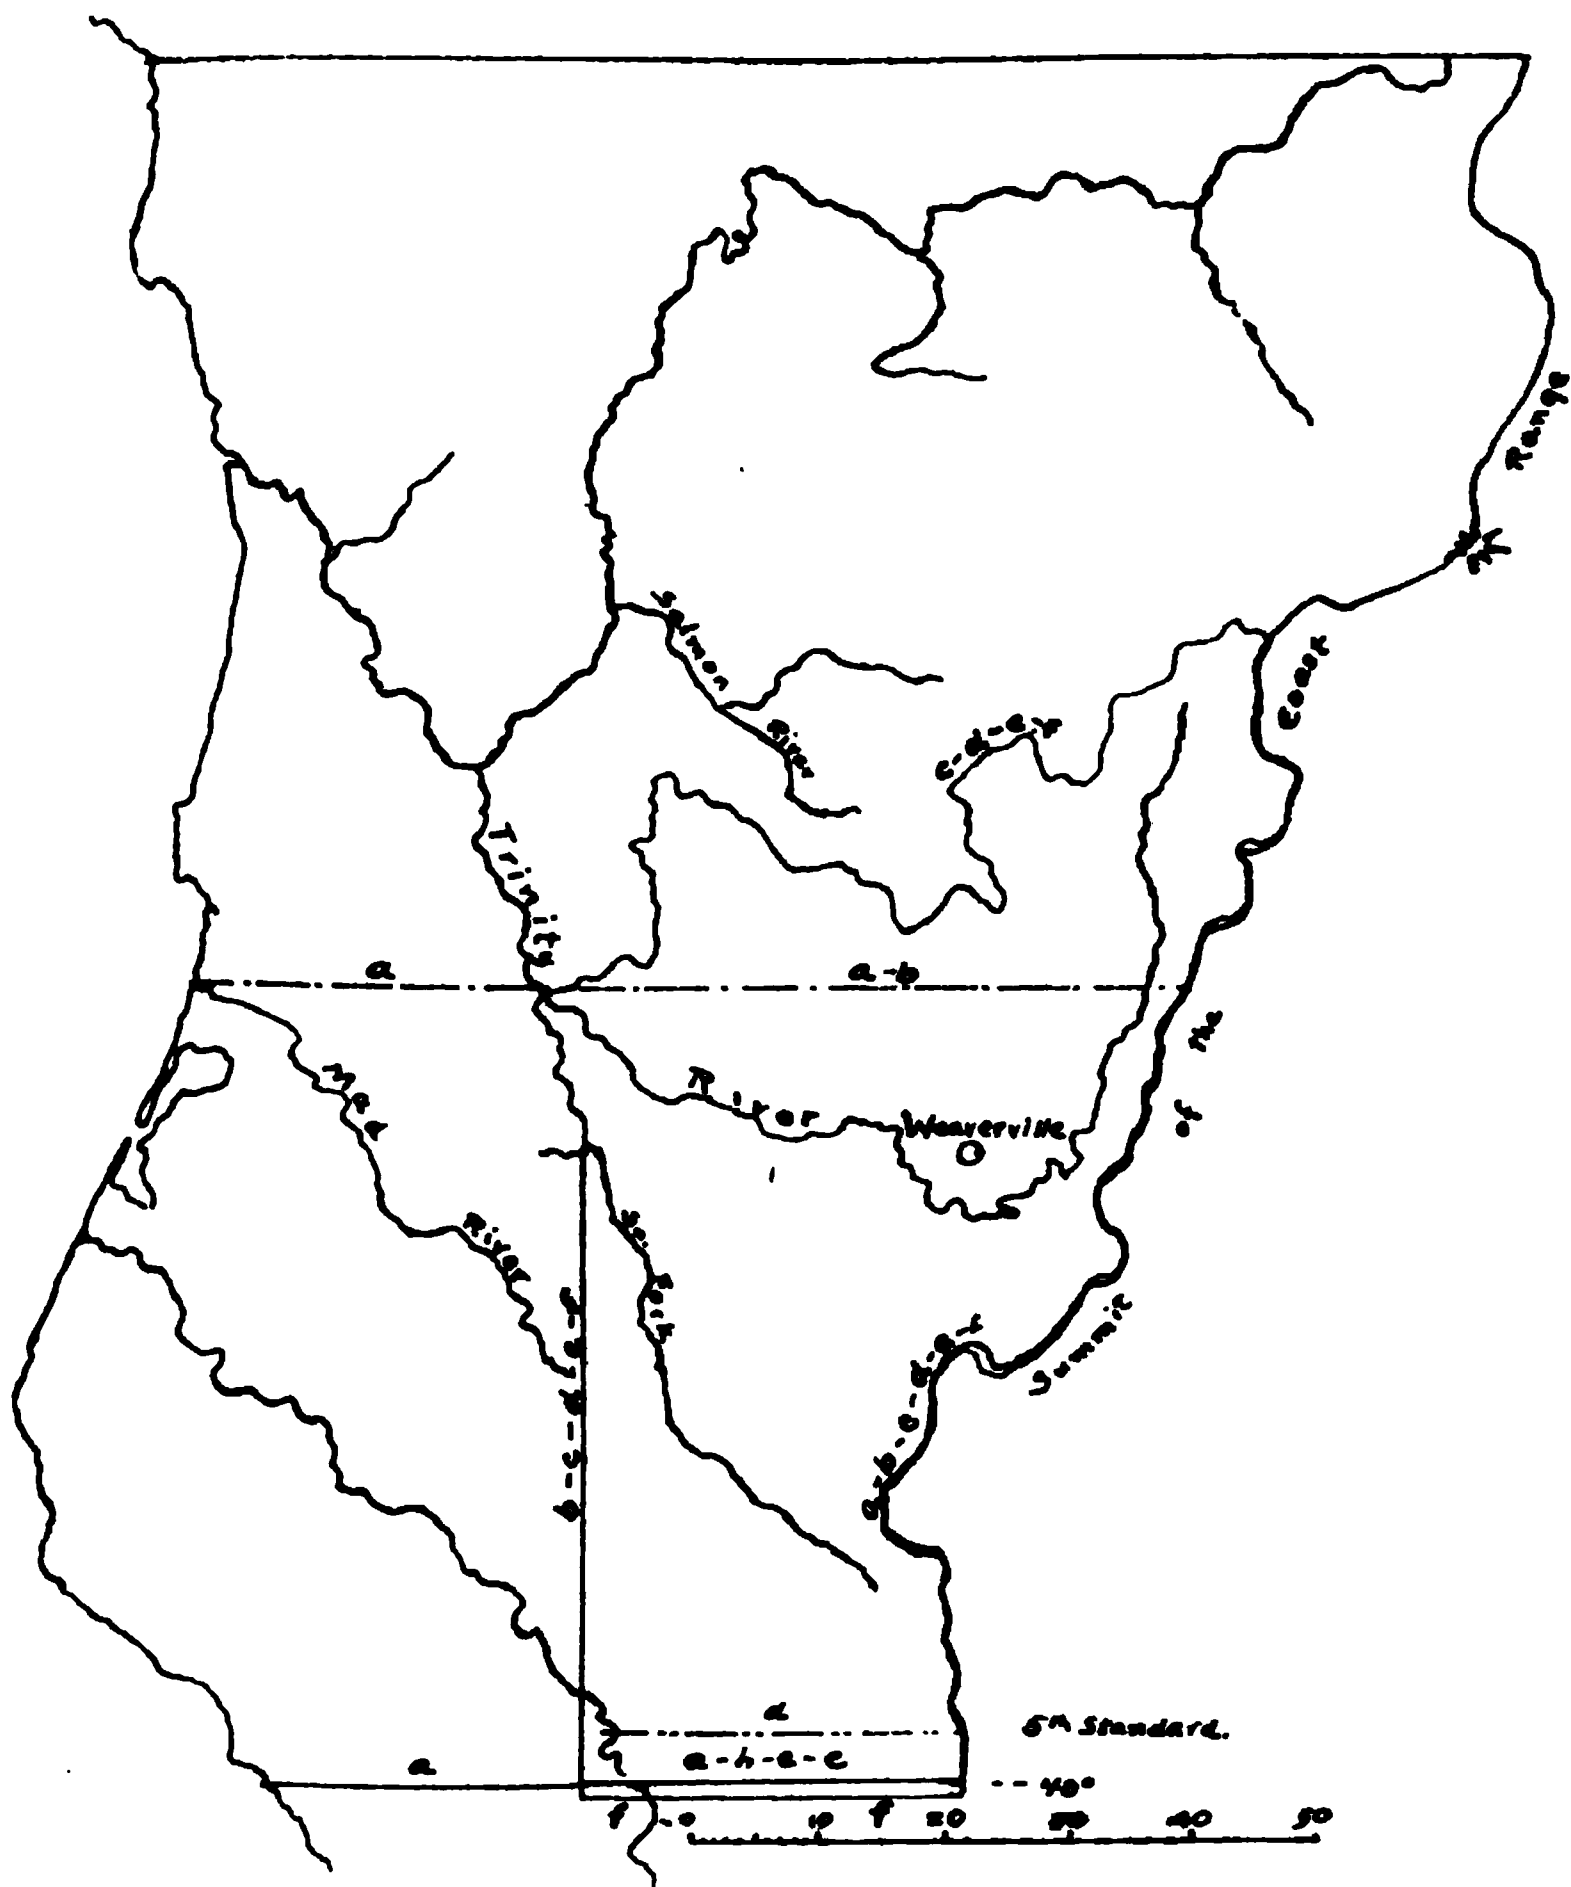 Range
Salmon
River
Coast
c-d-e-f
Trinity
a
a-b
the
Mad
River
River
Weaverville
of
So. Fork
Summit
b-c-d-e-f
a-b-c-d-e-f
d
5th Standard.
a
a-b-e-c
40°
f
f
0 10 20 30 40 50